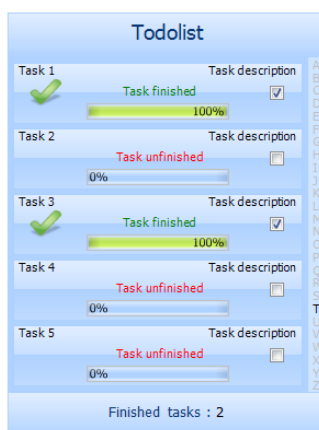 Todolist
Task 1 Task description
Task finished
100%
Task 2 Task description
Task unfinished
0%
Task 3 Task description
Task finished
100%
Task 4 Task description
Task unfinished
0%
Task 5 Task description
Task unfinished
0%
Finished tasks : 2
A
B
C
D
E
F
G
H
I
J
K
L
M
N
O
P
Q
R
S
T
U
V
W
X
Y
Z